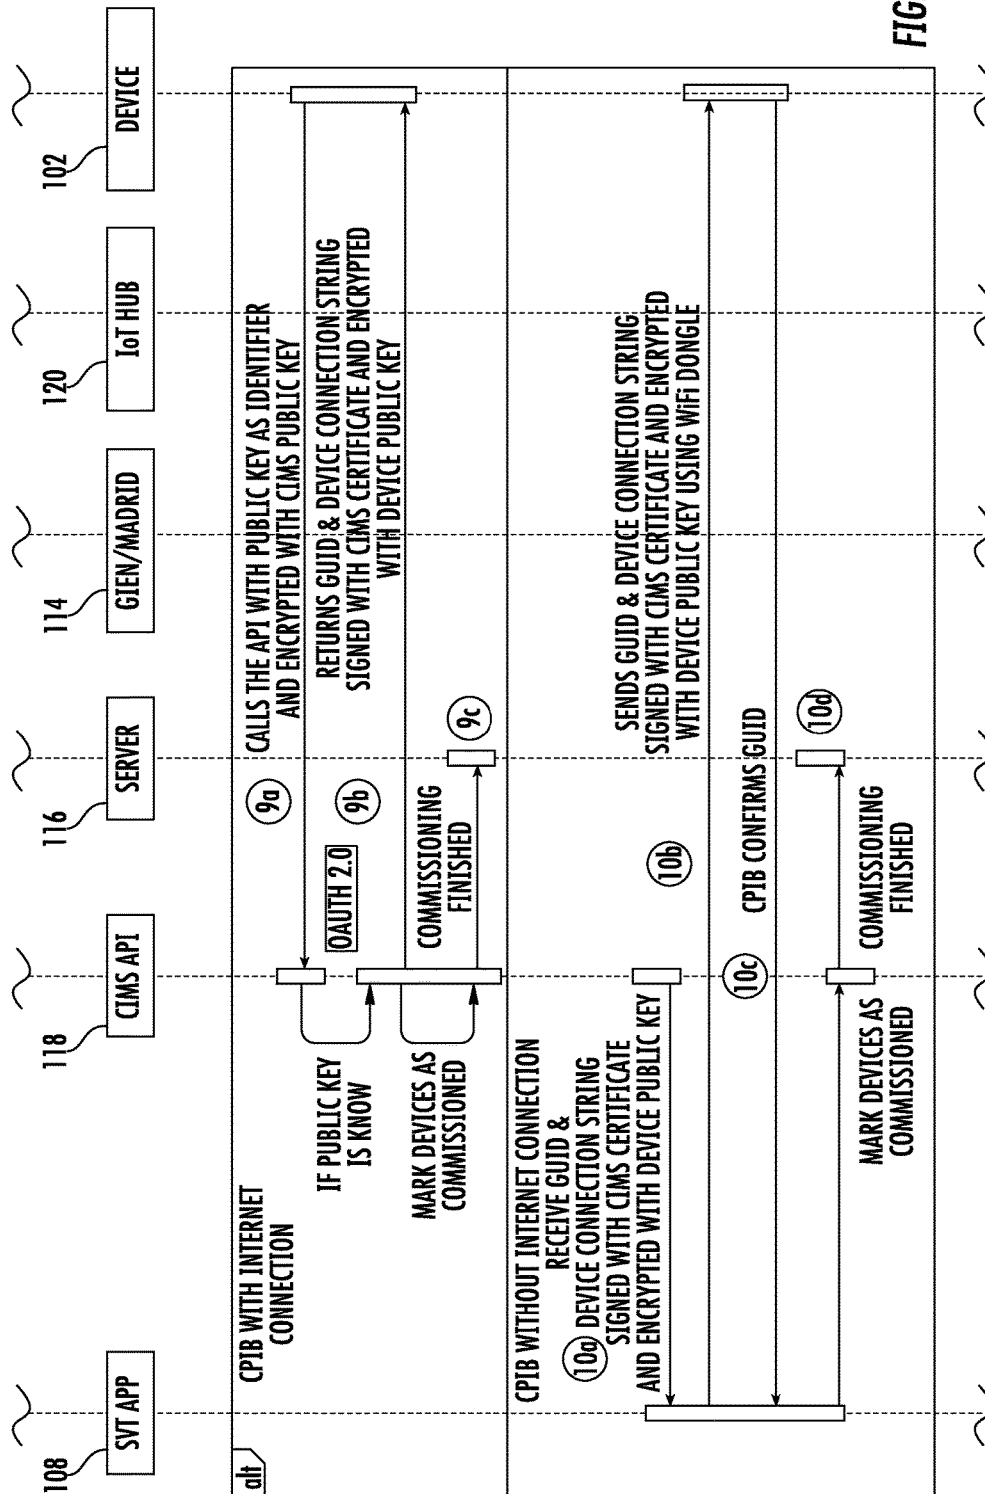 108
SVT APP
118
CIMS API
116
SERVER
114
GIEN/MADRID
120
IoT HUB
102
DEVICE
alt
CPIB WITH INTERNET
CONNECTION
9a
CALLS THE API WITH PUBLIC KEY AS IDENTIFIER
AND ENCRYPTED WITH CIMS PUBLIC KEY
IF PUBLIC KEY
IS KNOW
OAUTH 2.0
9b
RETURNS GUID & DEVICE CONNECTION STRING
SIGNED WITH CIMS CERTIFICATE AND ENCRYPTED
WITH DEVICE PUBLIC KEY
MARK DEVICES AS
COMMISSIONED
COMMISSIONING
FINISHED
9c
CPIB WITHOUT INTERNET CONNECTION
RECEIVE GUID &
10a DEVICE CONNECTION STRING
SIGNED WITH CIMS CERTIFICATE
AND ENCRYPTED WITH DEVICE PUBLIC KEY
10b
SENDS GUID & DEVICE CONNECTION STRING
SIGNED WITH CIMS CERTIFICATE AND ENCRYPTED
WITH DEVICE PUBLIC KEY USING WiFi DONGLE
10c
CPIB CONFIRMS GUID
10d
MARK DEVICES AS
COMMISSIONED
COMMISSIONING
FINISHED
FIG